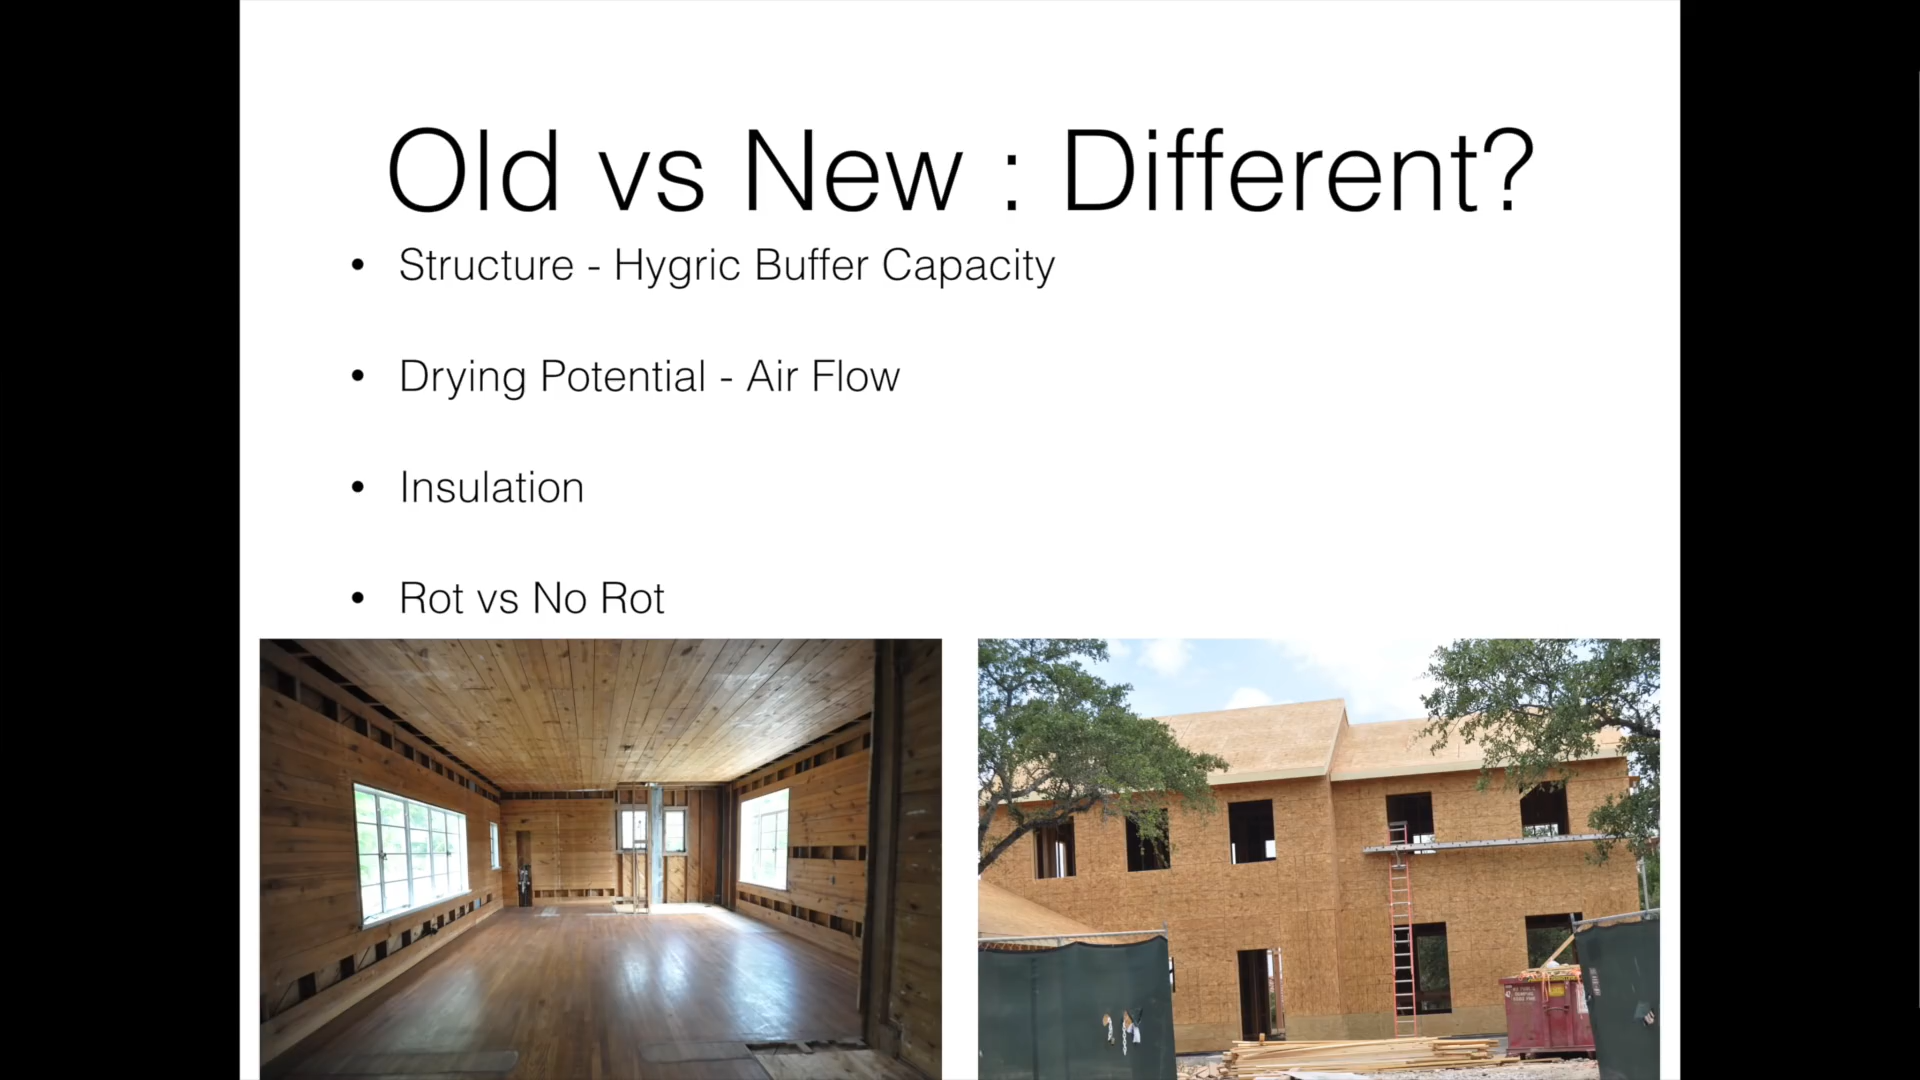 Old vs New : Different?
• Structure - Hygric Buffer Capacity
• Drying Potential - Air Flow
• Insulation
• Rot vs No Rot